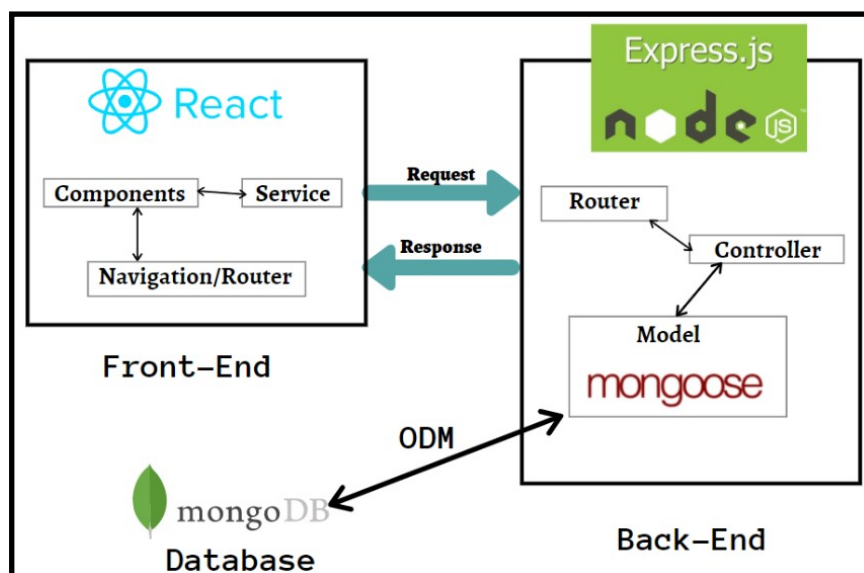 React
Components
Service
Navigation/Router
Front-End
Request
Response
Express.js
node
JS
™
Router
Controller
Model
mongoose
Back-End
ODM
mongoDB
Database